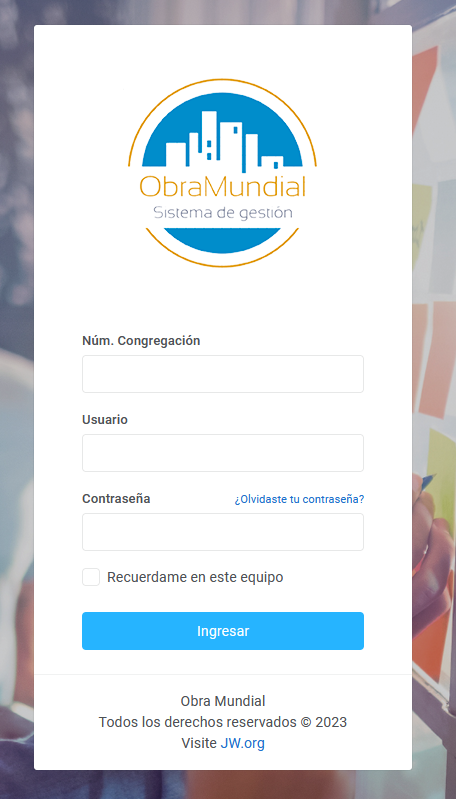 ObraMundial
Sistema de gestión
Núm. Congregación
Usuario
Contraseña ¿Olvidaste tu contraseña?
Recuerdame en este equipo
Ingresar
Obra Mundial
Todos los derechos reservados © 2023
Visite JW.org